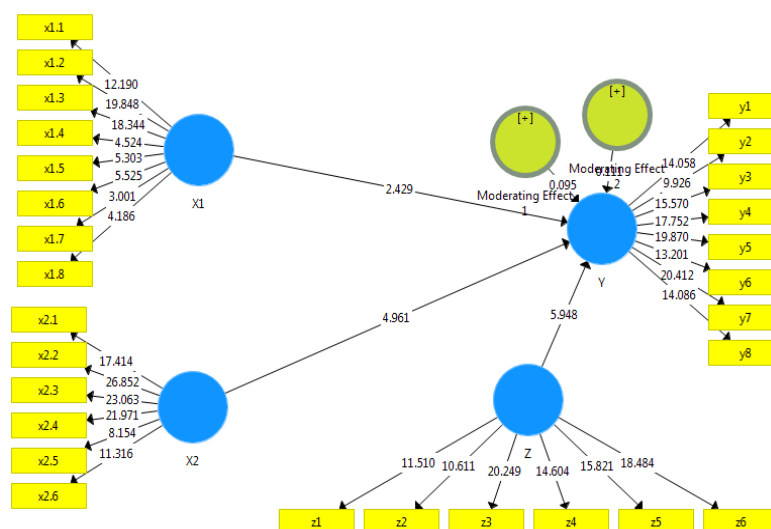 x1.1
x1.2
x1.3
x1.4
x1.5
x1.6
x1.7
x1.8
12.190
19.848
18.344
4.524
5.303
5.525
3.001
4.186
X1
2.429
[+]
[+]
Moderating Effect
1
0.095
Moderating Effect
2
Y
14.058
9.926
15.570
17.752
19.870
13.201
20.412
14.086
y1
y2
y3
y4
y5
y6
y7
y8
x2.1
x2.2
x2.3
x2.4
x2.5
x2.6
17.414
26.852
23.063
21.971
8.154
11.316
X2
4.961
5.948
Z
11.510
10.611
20.249
14.604
15.821
18.484
z1
z2
z3
z4
z5
z6